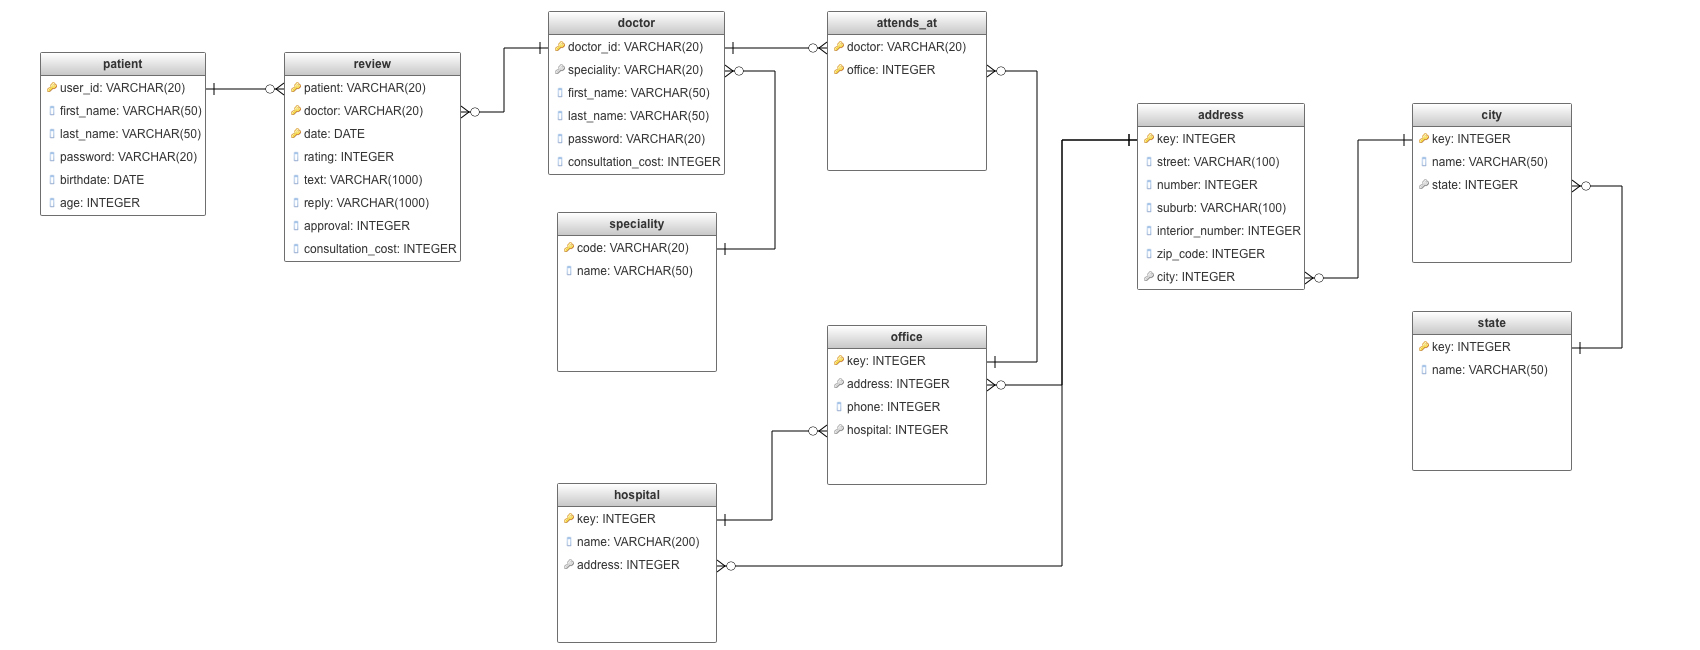 patient
user_id: VARCHAR(20)
first_name: VARCHAR(50)
last_name: VARCHAR(50)
password: VARCHAR(20)
birthdate: DATE
age: INTEGER
review
patient: VARCHAR(20)
doctor: VARCHAR(20)
date: DATE
rating: INTEGER
text: VARCHAR(1000)
reply: VARCHAR(1000)
approval: INTEGER
consultation_cost: INTEGER
doctor
doctor_id: VARCHAR(20)
speciality: VARCHAR(20)
first_name: VARCHAR(50)
last_name: VARCHAR(50)
password: VARCHAR(20)
consultation_cost: INTEGER
attends_at
doctor: VARCHAR(20)
office: INTEGER
speciality
code: VARCHAR(20)
name: VARCHAR(50)
office
key: INTEGER
address: INTEGER
phone: INTEGER
hospital: INTEGER
hospital
key: INTEGER
name: VARCHAR(200)
address: INTEGER
address
key: INTEGER
street: VARCHAR(100)
number: INTEGER
suburb: VARCHAR(100)
interior_number: INTEGER
zip_code: INTEGER
city: INTEGER
city
key: INTEGER
name: VARCHAR(50)
state: INTEGER
state
key: INTEGER
name: VARCHAR(50)